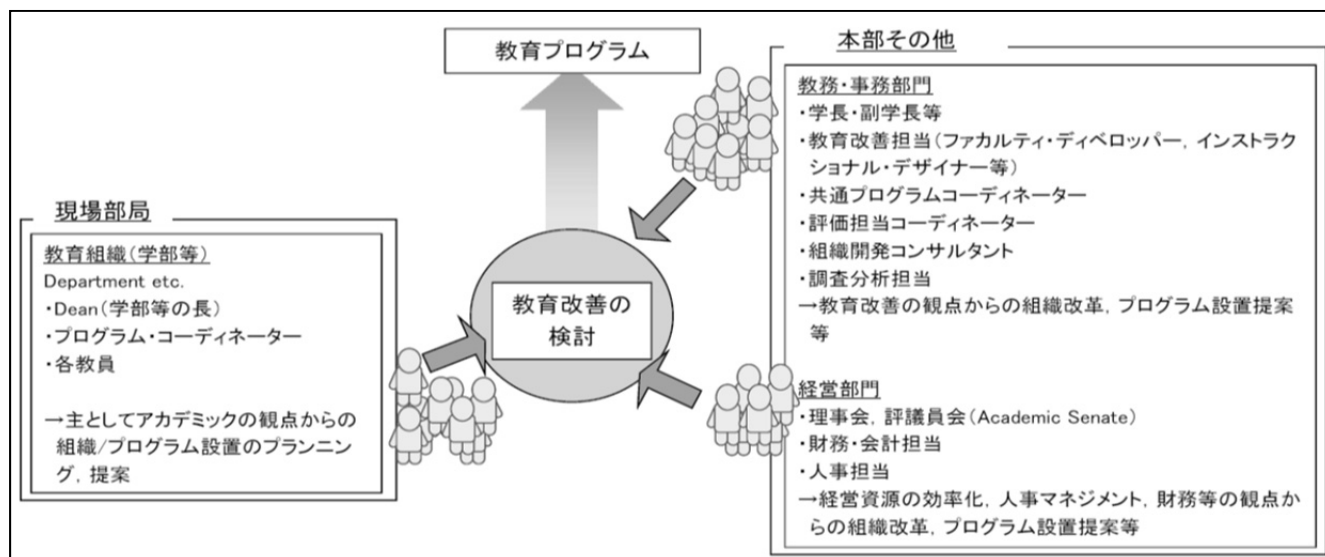 教育プログラム
教育改善の
検討
現場部局
教育組織(学部等)
Department etc.
・Dean(学部等の長)
・プログラム・コーディネーター
・各教員
→主としてアカデミックの観点からの
組織/プログラム設置のプランニン
グ, 提案
本部その他
教務・事務部門
・学長・副学長等
・教育改善担当(ファカルティ・ディベロッパー, インストラク
ショナル・デザイナー等)
・共通プログラムコーディネーター
・評価担当コーディネーター
・組織開発コンサルタント
・調査分析担当
→教育改善の観点からの組織改革, プログラム設置提案
等
経営部門
・理事会, 評議員会(Academic Senate)
・財務・会計担当
・人事担当
→経営資源の効率化, 人事マネジメント, 財務等の観点か
らの組織改革, プログラム設置提案等